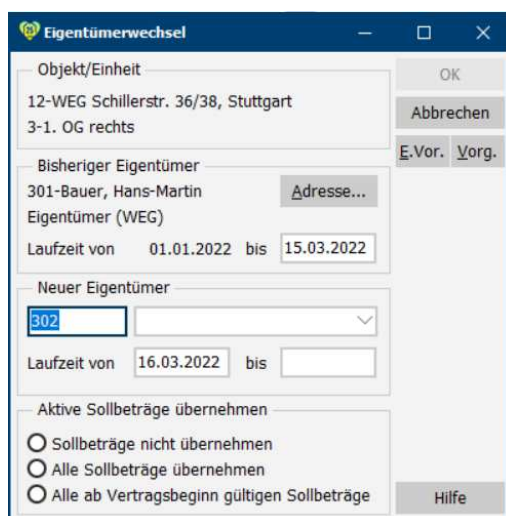 Eigentümerwechsel
Objekt/Einheit
12-WEG Schillerstr. 36/38, Stuttgart
3-1. OG rechts
OK
Abbrechen
E.Vor. Vorg.
Bisheriger Eigentümer
301-Bauer, Hans-Martin Adresse...
Eigentümer (WEG)
Laufzeit von 01.01.2022 bis 15.03.2022
Neuer Eigentümer
302
Laufzeit von 16.03.2022 bis
Aktive Sollbeträge übernehmen
Sollbeträge nicht übernehmen
Alle Sollbeträge übernehmen
Alle ab Vertragsbeginn gültigen Sollbeträge
Hilfe